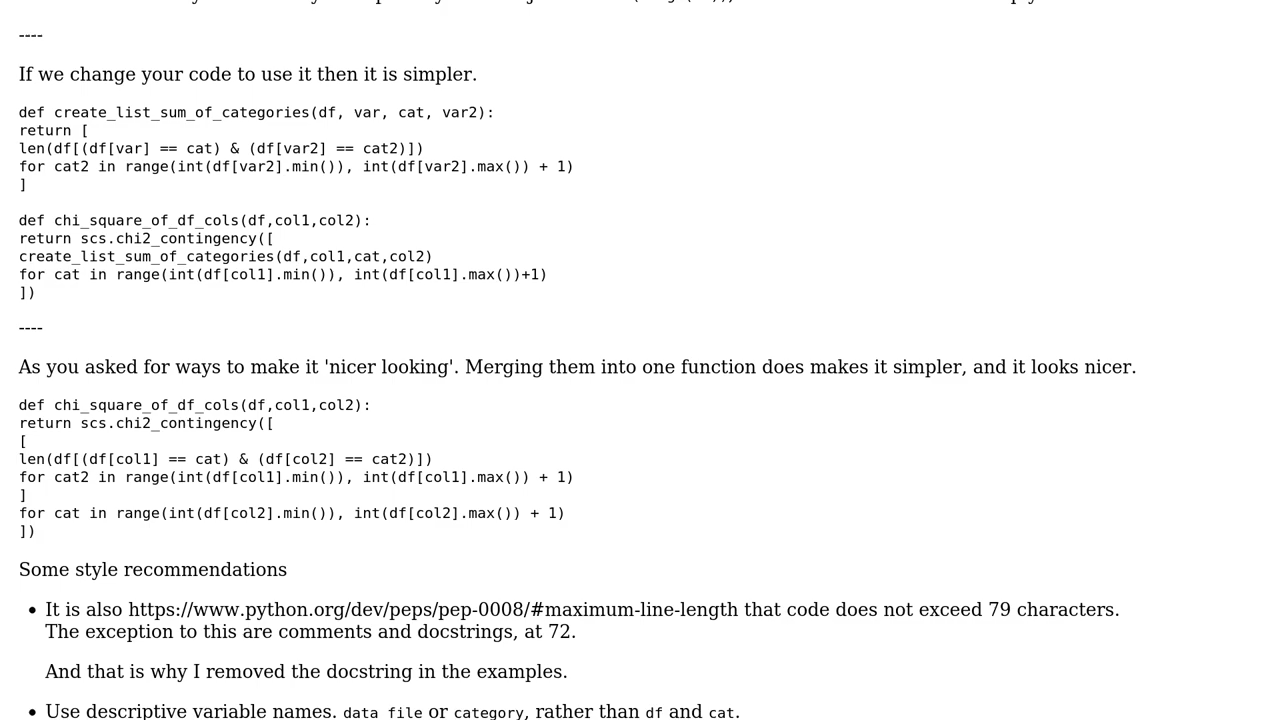 ----
If we change your code to use it then it is simpler.
def create_list_sum_of_categories(df, var, cat, var2):
return [
len(df[(df[var] == cat) & (df[var2] == cat2)])
for cat2 in range(int(df[var2].min()), int(df[var2].max()) + 1)
]
def chi_square_of_df_cols(df,col1,col2):
return scs.chi2_contingency([
create_list_sum_of_categories(df,col1,cat,col2)
for cat in range(int(df[col1].min()), int(df[col1].max())+1)
])
----
As you asked for ways to make it 'nicer looking'. Merging them into one function does makes it simpler, and it looks nicer.
def chi_square_of_df_cols(df,col1,col2):
return scs.chi2_contingency([
[
len(df[(df[col1] == cat) & (df[col2] == cat2)])
for cat2 in range(int(df[col1].min()), int(df[col1].max()) + 1)
]
for cat in range(int(df[col2].min()), int(df[col2].max()) + 1)
])
Some style recommendations
• It is also https://www.python.org/dev/peps/pep-0008/#maximum-line-length that code does not exceed 79 characters.
The exception to this are comments and docstrings, at 72.
And that is why I removed the docstring in the examples.
• Use descriptive variable names. data file or category, rather than df and cat.